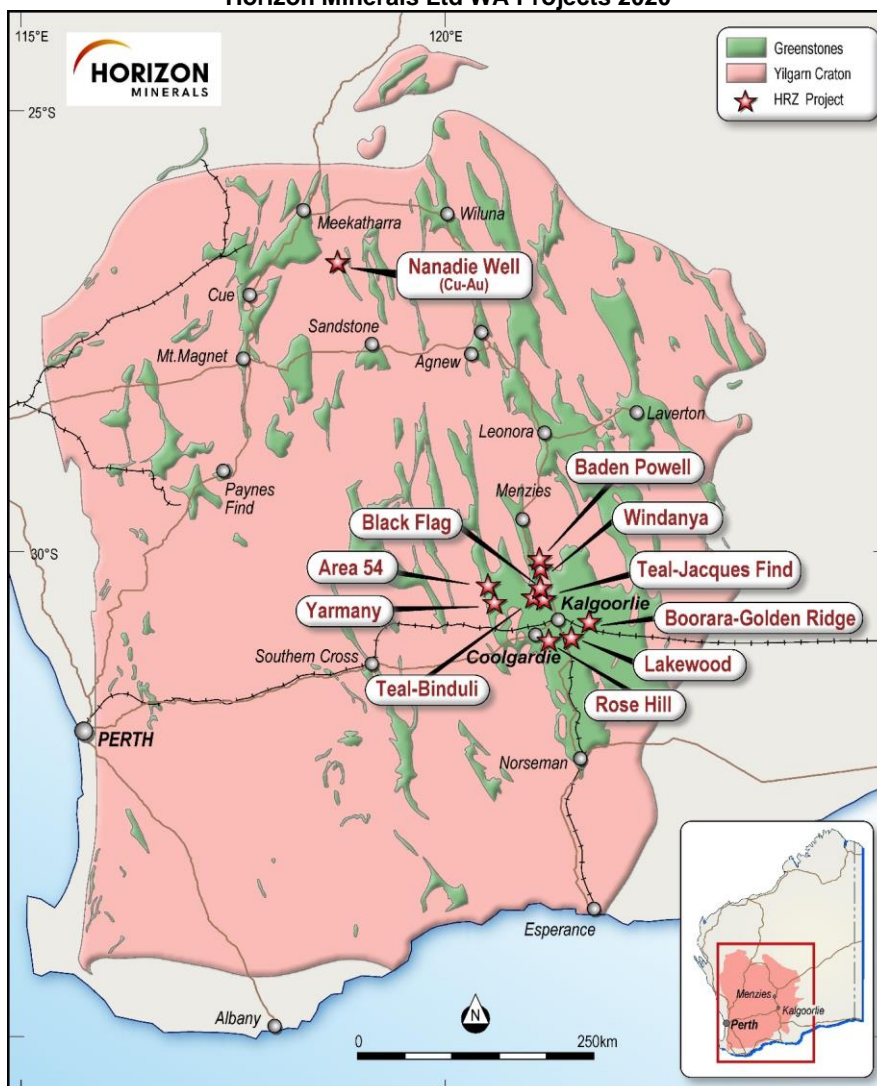 Horizon Minerals Ltd WA Projects 2020
115°E
120°E
HORIZON
MINERALS
Greenstones
Yilgarn Craton
HRZ Project
25°S
Meekatharra
Wiluna
Nanadie Well
(Cu-Au)
Cue
Sandstone
Mt.Magnet
Agnew
Laverton
Leonora
Paynes
Find
Menzies
Baden Powell
Black Flag
Windanya
30°S
Area 54
Teal-Jacques Find
Yarmany
Kalgoorlie
Boorara-Golden Ridge
Southern Cross
Coolgardie
Lakewood
Teal-Binduli
Rose Hill
PERTH
Norseman
Esperance
Albany
N
0
250km
Menzies
Kalgoorlie
Perth